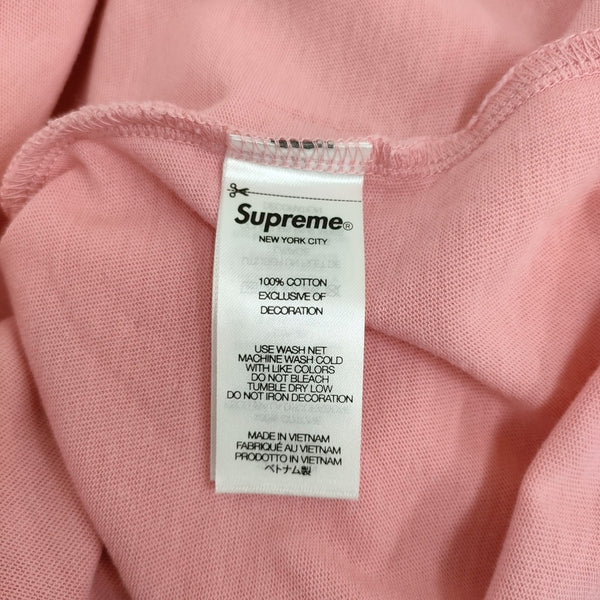 Supreme®
NEW YORK CITY
100% COTTON
EXCLUSIVE OF
DECORATION
USE WASH NET
MACHINE WASH COLD
WITH LIKE COLORS
DO NOT BLEACH
TUMBLE DRY LOW
DO NOT IRON DECORATION
MADE IN VIETNAM
FABRIQUÉ AU VIETNAM
PRODOTTO IN VIETNAM
ベトナム製